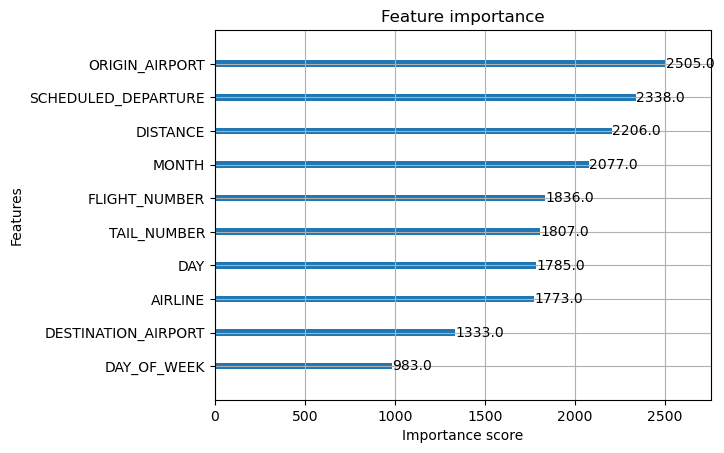 Feature importance
Features
ORIGIN_AIRPORT 2505.0
SCHEDULED_DEPARTURE 2338.0
DISTANCE 2206.0
MONTH 2077.0
FLIGHT_NUMBER 1836.0
TAIL_NUMBER 1807.0
DAY 1785.0
AIRLINE 1773.0
DESTINATION_AIRPORT 1333.0
DAY_OF_WEEK 983.0
0 500 1000 1500 2000 2500
Importance score